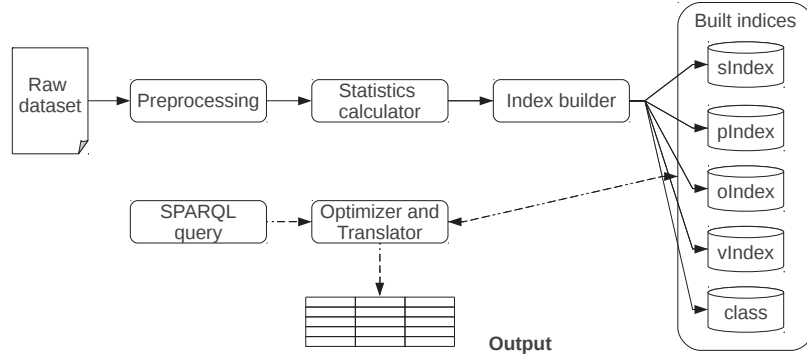 Built indices
Raw
dataset
Preprocessing
Statistics
calculator
Index builder
sIndex
pIndex
oIndex
vIndex
class
SPARQL
query
Optimizer and
Translator
Output